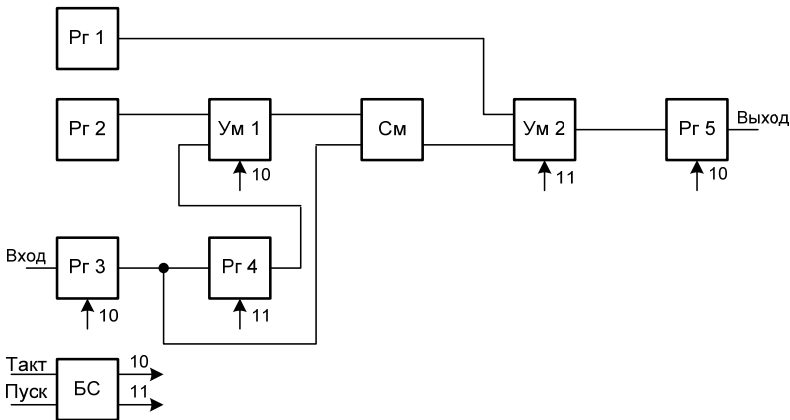 Рг 1
Рг 2
Ум 1
См
Ум 2
Рг 5
Выход
10
11
10
Вход
Рг 3
Рг 4
10
11
Такт
Пуск
БС
10
11